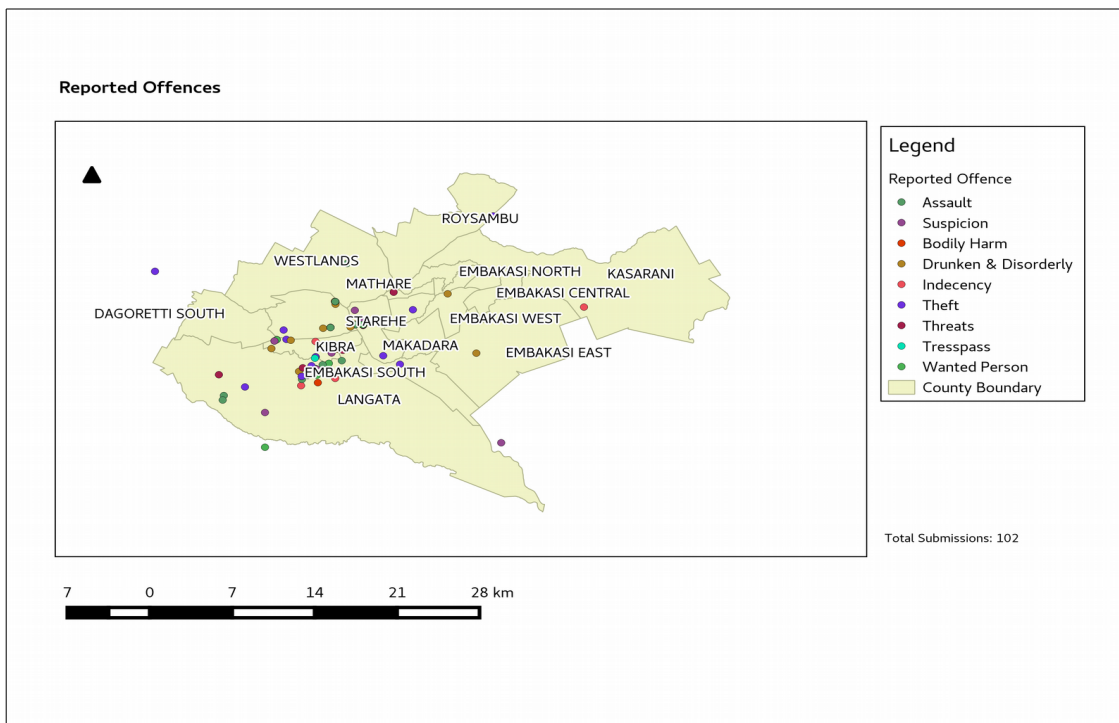 Reported Offences
ROYSAMBU
WESTLANDS
EMBAKASI NORTH
KASARANI
MATHARE
EMBAKASI CENTRAL
DAGORETTI SOUTH
STAREHE
EMBAKASI WEST
KIBRA
MAKADARA
EMBAKASI EAST
EMBAKASI SOUTH
LANGATA
Legend
Reported Offence
Assault
Suspicion
Bodily Harm
Drunken & Disorderly
Indecency
Theft
Threats
Tresspass
Wanted Person
County Boundary
Total Submissions: 102
7 0 7 14 21 28 km